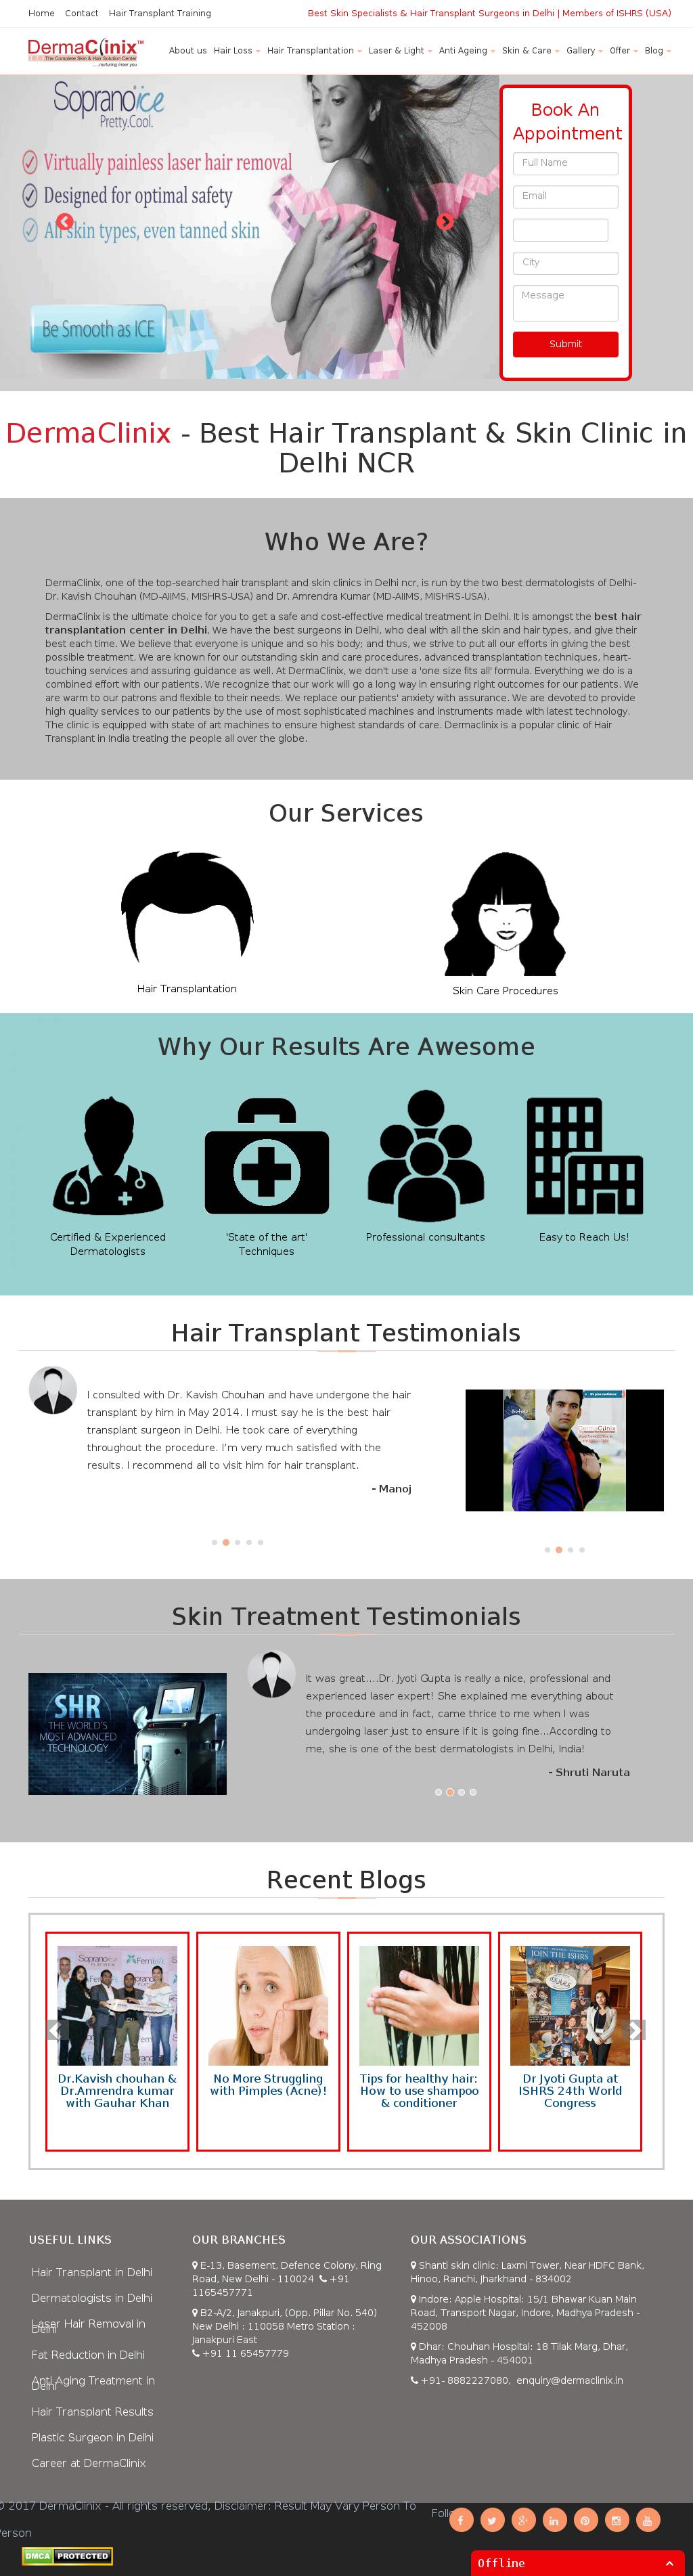 Home Contact Hair Transplant Training
Best Skin Specialists & Hair Transplant Surgeons in Delhi | Members of ISHRS (USA)
DermaClinix™
The Complete Skin & Hair Solution Center
....nurturing inner you
About us Hair Loss Hair Transplantation Laser & Light Anti Ageing Skin & Care Gallery Offer Blog
Sopranoice
Pretty.Cool.
Virtually painless laser hair removal
Designed for optimal safety
All skin types, even tanned skin
Be Smooth as ICE
Book An
Appointment
Full Name
Email
City
Message
Submit
DermaClinix - Best Hair Transplant & Skin Clinic in
Delhi NCR
Who We Are?
DermaClinix, one of the top-searched hair transplant and skin clinics in Delhi ncr, is run by the two best dermatologists of Delhi-
Dr. Kavish Chouhan (MD-AIIMS, MISHRS-USA) and Dr. Amrendra Kumar (MD-AIIMS, MISHRS-USA).
DermaClinix is the ultimate choice for you to get a safe and cost-effective medical treatment in Delhi. It is amongst the best hair
transplantation center in Delhi, We have the best surgeons in Delhi, who deal with all the skin and hair types, and give their
best each time. We believe that everyone is unique and so his body; and thus, we strive to put all our efforts in giving the best
possible treatment. We are known for our outstanding skin and care procedures, advanced transplantation techniques, heart-
touching services and assuring guidance as well. At DermaClinix, we don't use a 'one size fits all' formula. Everything we do is a
combined effort with our patients. We recognize that our work will go a long way in ensuring right outcomes for our patients. We
are warm to our patrons and flexible to their needs. We replace our patients' anxiety with assurance. We are devoted to provide
high quality services to our patients by the use of most sophisticated machines and instruments made with latest technology.
The clinic is equipped with state of art machines to ensure highest standards of care. Dermaclinix is a popular clinic of Hair
Transplant in India treating the people all over the globe.
Our Services
Hair Transplantation
Skin Care Procedures
Why Our Results Are Awesome
Certified & Experienced
Dermatologists
'State of the art'
Techniques
Professional consultants
Easy to Reach Us!
Hair Transplant Testimonials
I consulted with Dr. Kavish Chouhan and have undergone the hair
transplant by him in May 2014. I must say he is the best hair
transplant surgeon in Delhi. He took care of everything
throughout the procedure. I'm very much satisfied with the
results. I recommend all to visit him for hair transplant.
- Manoj
Skin Treatment Testimonials
SHR
THE WORLD'S
MOST ADVANCED
TECHNOLOGY
It was great....Dr. Jyoti Gupta is really a nice, professional and
experienced laser expert! She explained me everything about
the procedure and in fact, came thrice to me when I was
undergoing laser just to ensure if it is going fine...According to
me, she is one of the best dermatologists in Delhi, India!
- Shruti Naruta
Recent Blogs
JOIN THE ISHRS
Dr.Kavish chouhan &
Dr.Amrendra kumar
with Gauhar Khan
No More Struggling
with Pimples (Acne)!
Tips for healthy hair:
How to use shampoo
& conditioner
Dr Jyoti Gupta at
ISHRS 24th World
Congress
USEFUL LINKS
Hair Transplant in Delhi
Dermatologists in Delhi
Laser Hair Removal in
Delhi
Fat Reduction in Delhi
Anti Aging Treatment in
Delhi
Hair Transplant Results
Plastic Surgeon in Delhi
Career at DermaClinix
OUR BRANCHES
E-13, Basement, Defence Colony, Ring
Road, New Delhi - 110024 +91
1165457771
B2-A/2, Janakpuri, (Opp. Pillar No. 540)
New Delhi : 110058 Metro Station :
Janakpuri East
+91 11 65457779
OUR ASSOCIATIONS
Shanti skin clinic: Laxmi Tower, Near HDFC Bank,
Hinoo, Ranchi, Jharkhand - 834002
Indore: Apple Hospital: 15/1 Bhawar Kuan Main
Road, Transport Nagar, Indore, Madhya Pradesh -
452008
Dhar: Chouhan Hospital: 18 Tilak Marg, Dhar,
Madhya Pradesh - 454001
+91- 8882227080, enquiry@dermaclinix.in
© 2017 DermaClinix - All rights reserved, Disclaimer: Result May Vary Person To
Person
DMCA PROTECTED
Offline